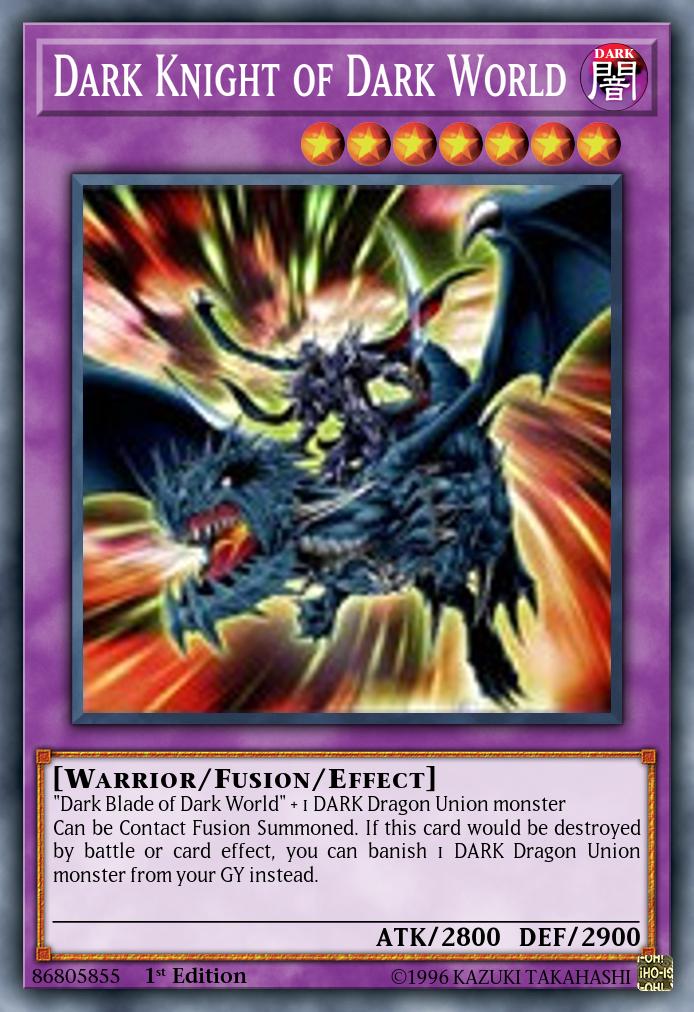 Dark Knight of Dark World
DARK
闇
[Warrior/Fusion/Effect]
"Dark Blade of Dark World" + 1 DARK Dragon Union monster
Can be Contact Fusion Summoned. If this card would be destroyed
by battle or card effect, you can banish 1 DARK Dragon Union
monster from your GY instead.
ATK/2800 DEF/2900
86805855 1st Edition ©1996 KAZUKI TAKAHASHI